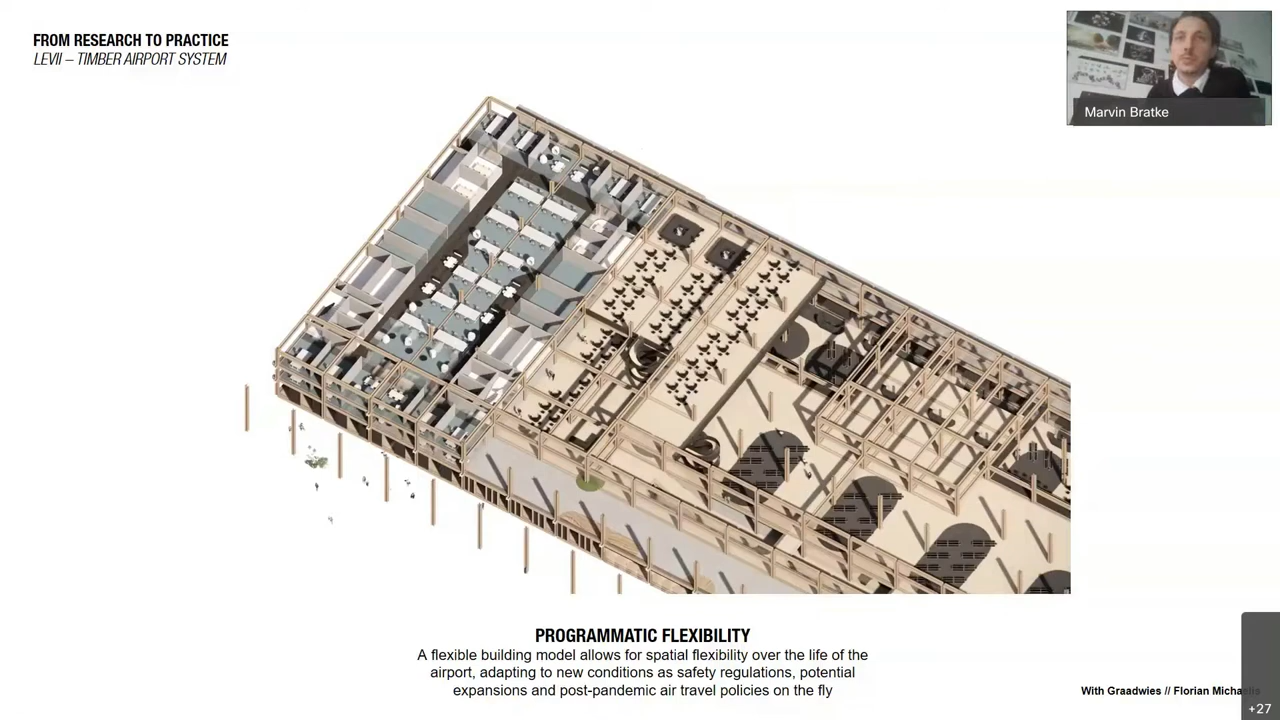 FROM RESEARCH TO PRACTICE
LEVII – TIMBER AIRPORT SYSTEM
Marvin Bratke
PROGRAMMATIC FLEXIBILITY
A flexible building model allows for spatial flexibility over the life of the
airport, adapting to new conditions as safety regulations, potential
expansions and post-pandemic air travel policies on the fly
With Graadwies // Florian Michaelis
+27